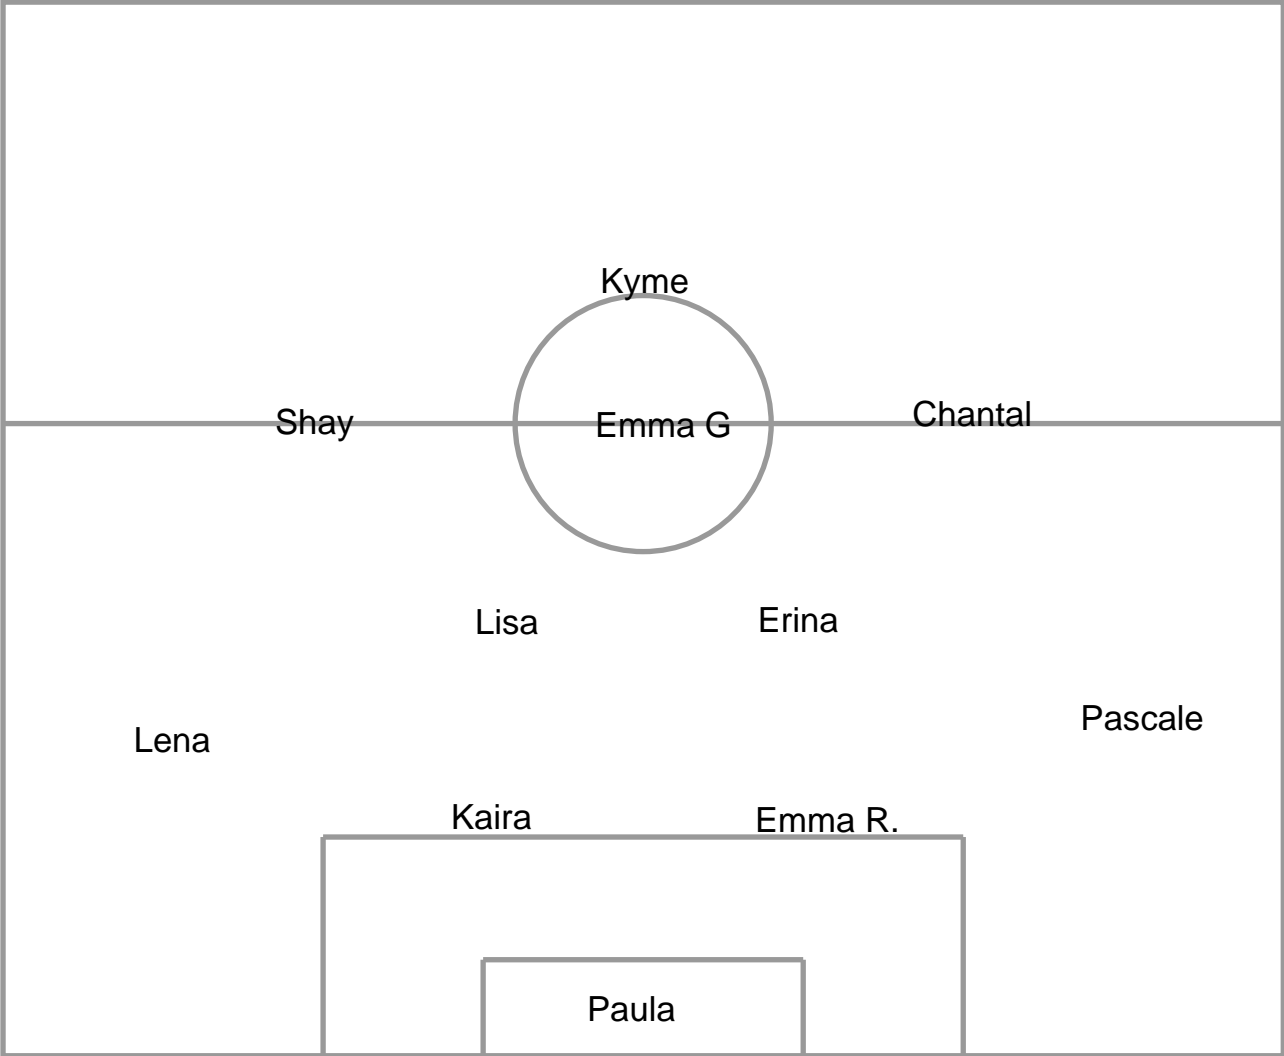 Kyme
Shay
Emma G
Chantal
Lisa
Erina
Lena
Pascale
Kaira
Emma R.
Paula